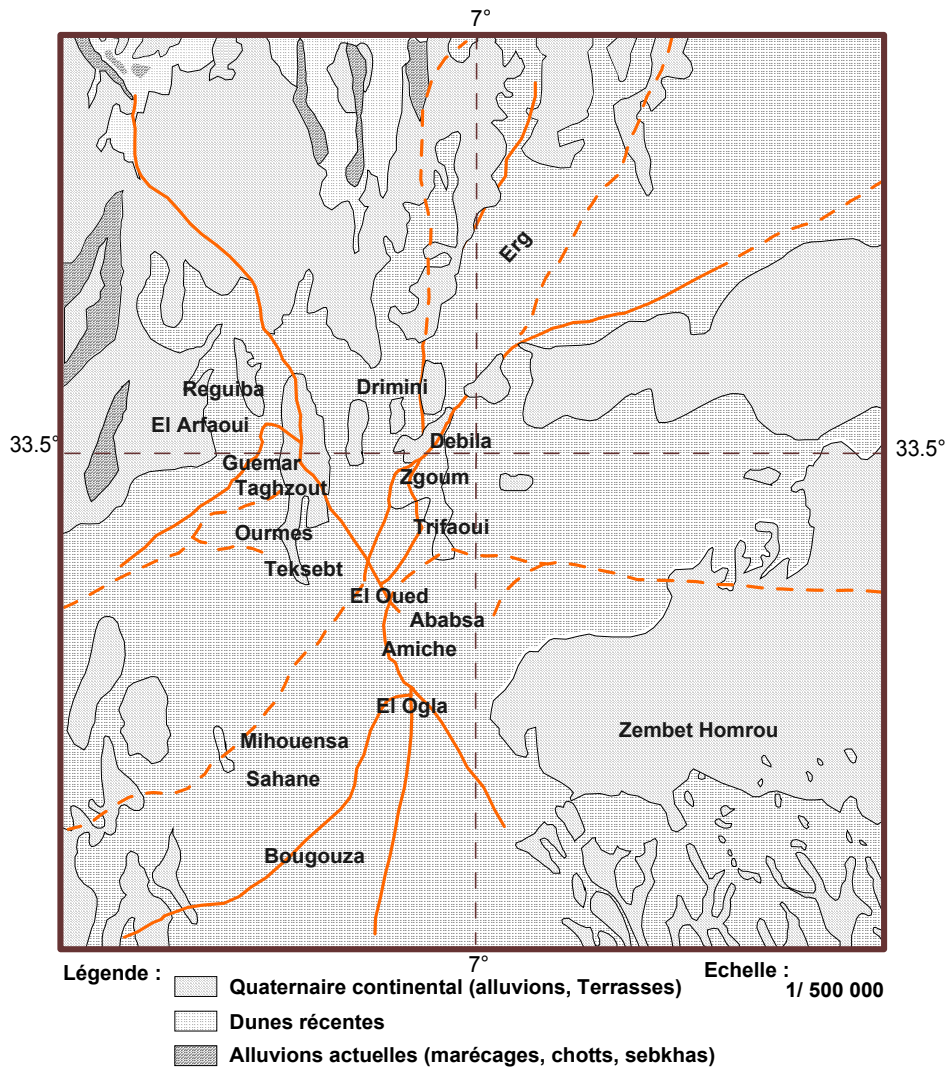 7°
Erg
Reguiba
Drimini
El Arfaoui
Debila
33.5°
33.5°
Guemar
Zgoum
Taghzout
Trifaoui
Ourmes
Teksebt
El Oued
Ababsa
Amiche
El Ogla
Zembet Homrou
Mihouensa
Sahane
Bougouza
7°
Légende :
Echelle :
1/ 500 000
Quaternaire continental (alluvions, Terrasses)
Dunes récentes
Alluvions actuelles (marécages, chotts, sebkhas)